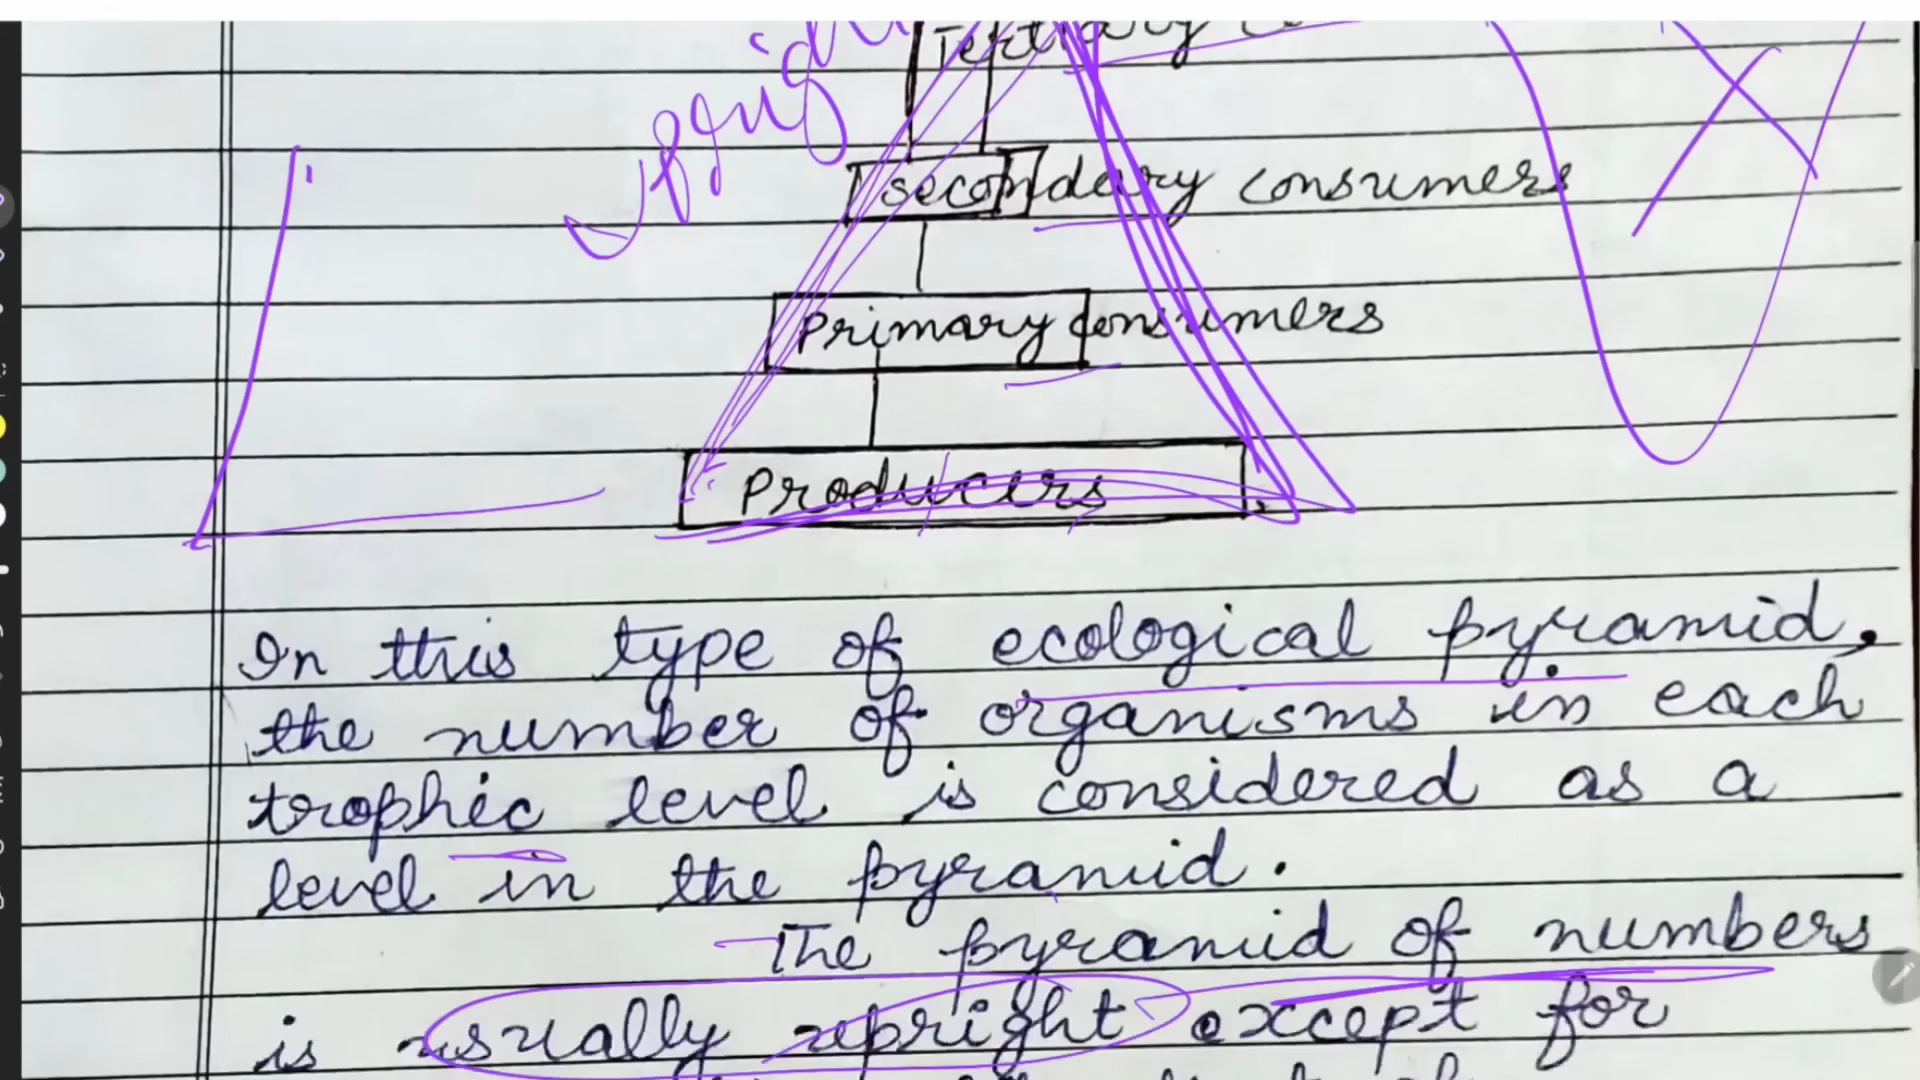 Tertiary
upright
secondary consumers
primary consumers
Producers
In this type of ecological pyramid,
the number of organisms in each
trophic level is considered as a
level in the pyramid.
The pyramid of numbers
is usually upright except for